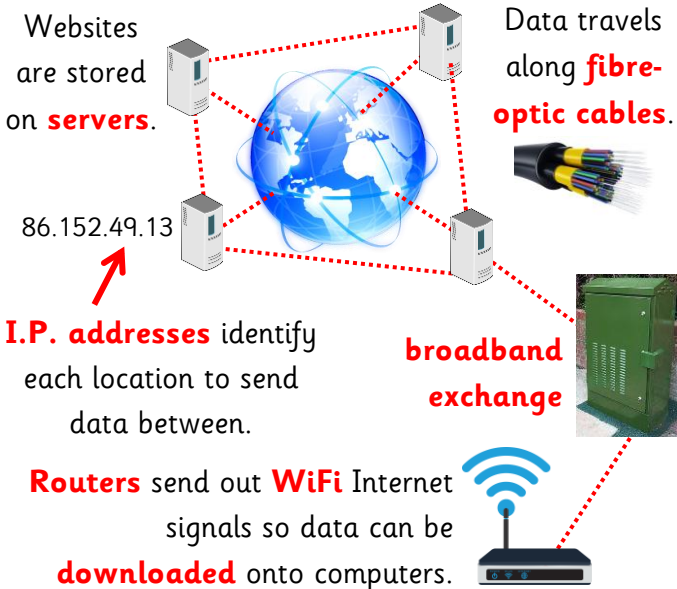 Websites
are stored
on servers.
Data travels
along fibre-
optic cables.
86.152.49.13
I.P. addresses identify
each location to send
data between.
broadband
exchange
Routers send out WiFi Internet
signals so data can be
downloaded onto computers.